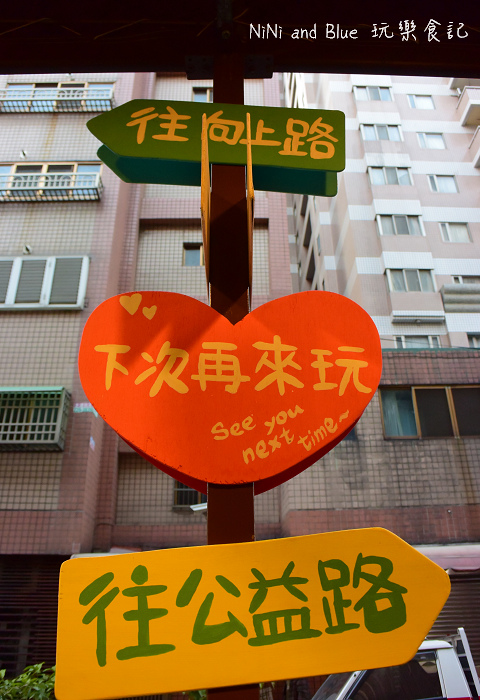 NiNi and Blue 玩樂食記
往向上路
下次再來玩
see you
next time~
往公益路